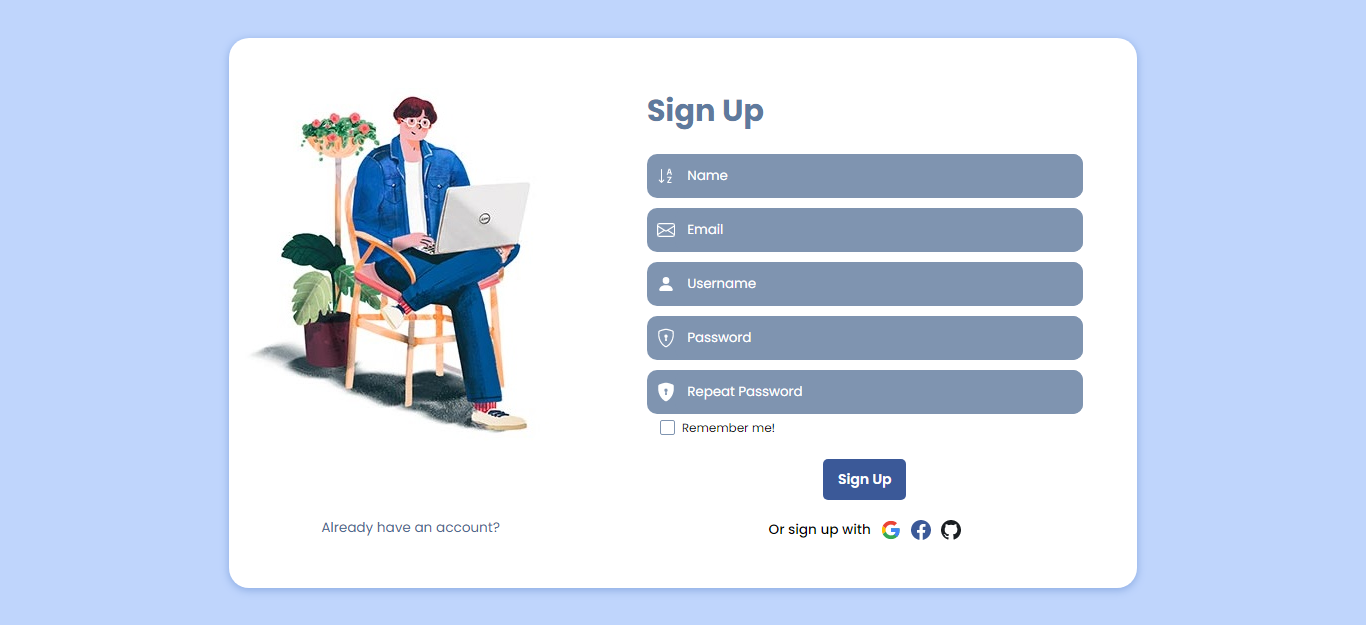 Sign Up
Name
Email
Username
Password
Repeat Password
Remember me!
Sign Up
Already have an account?
Or sign up with